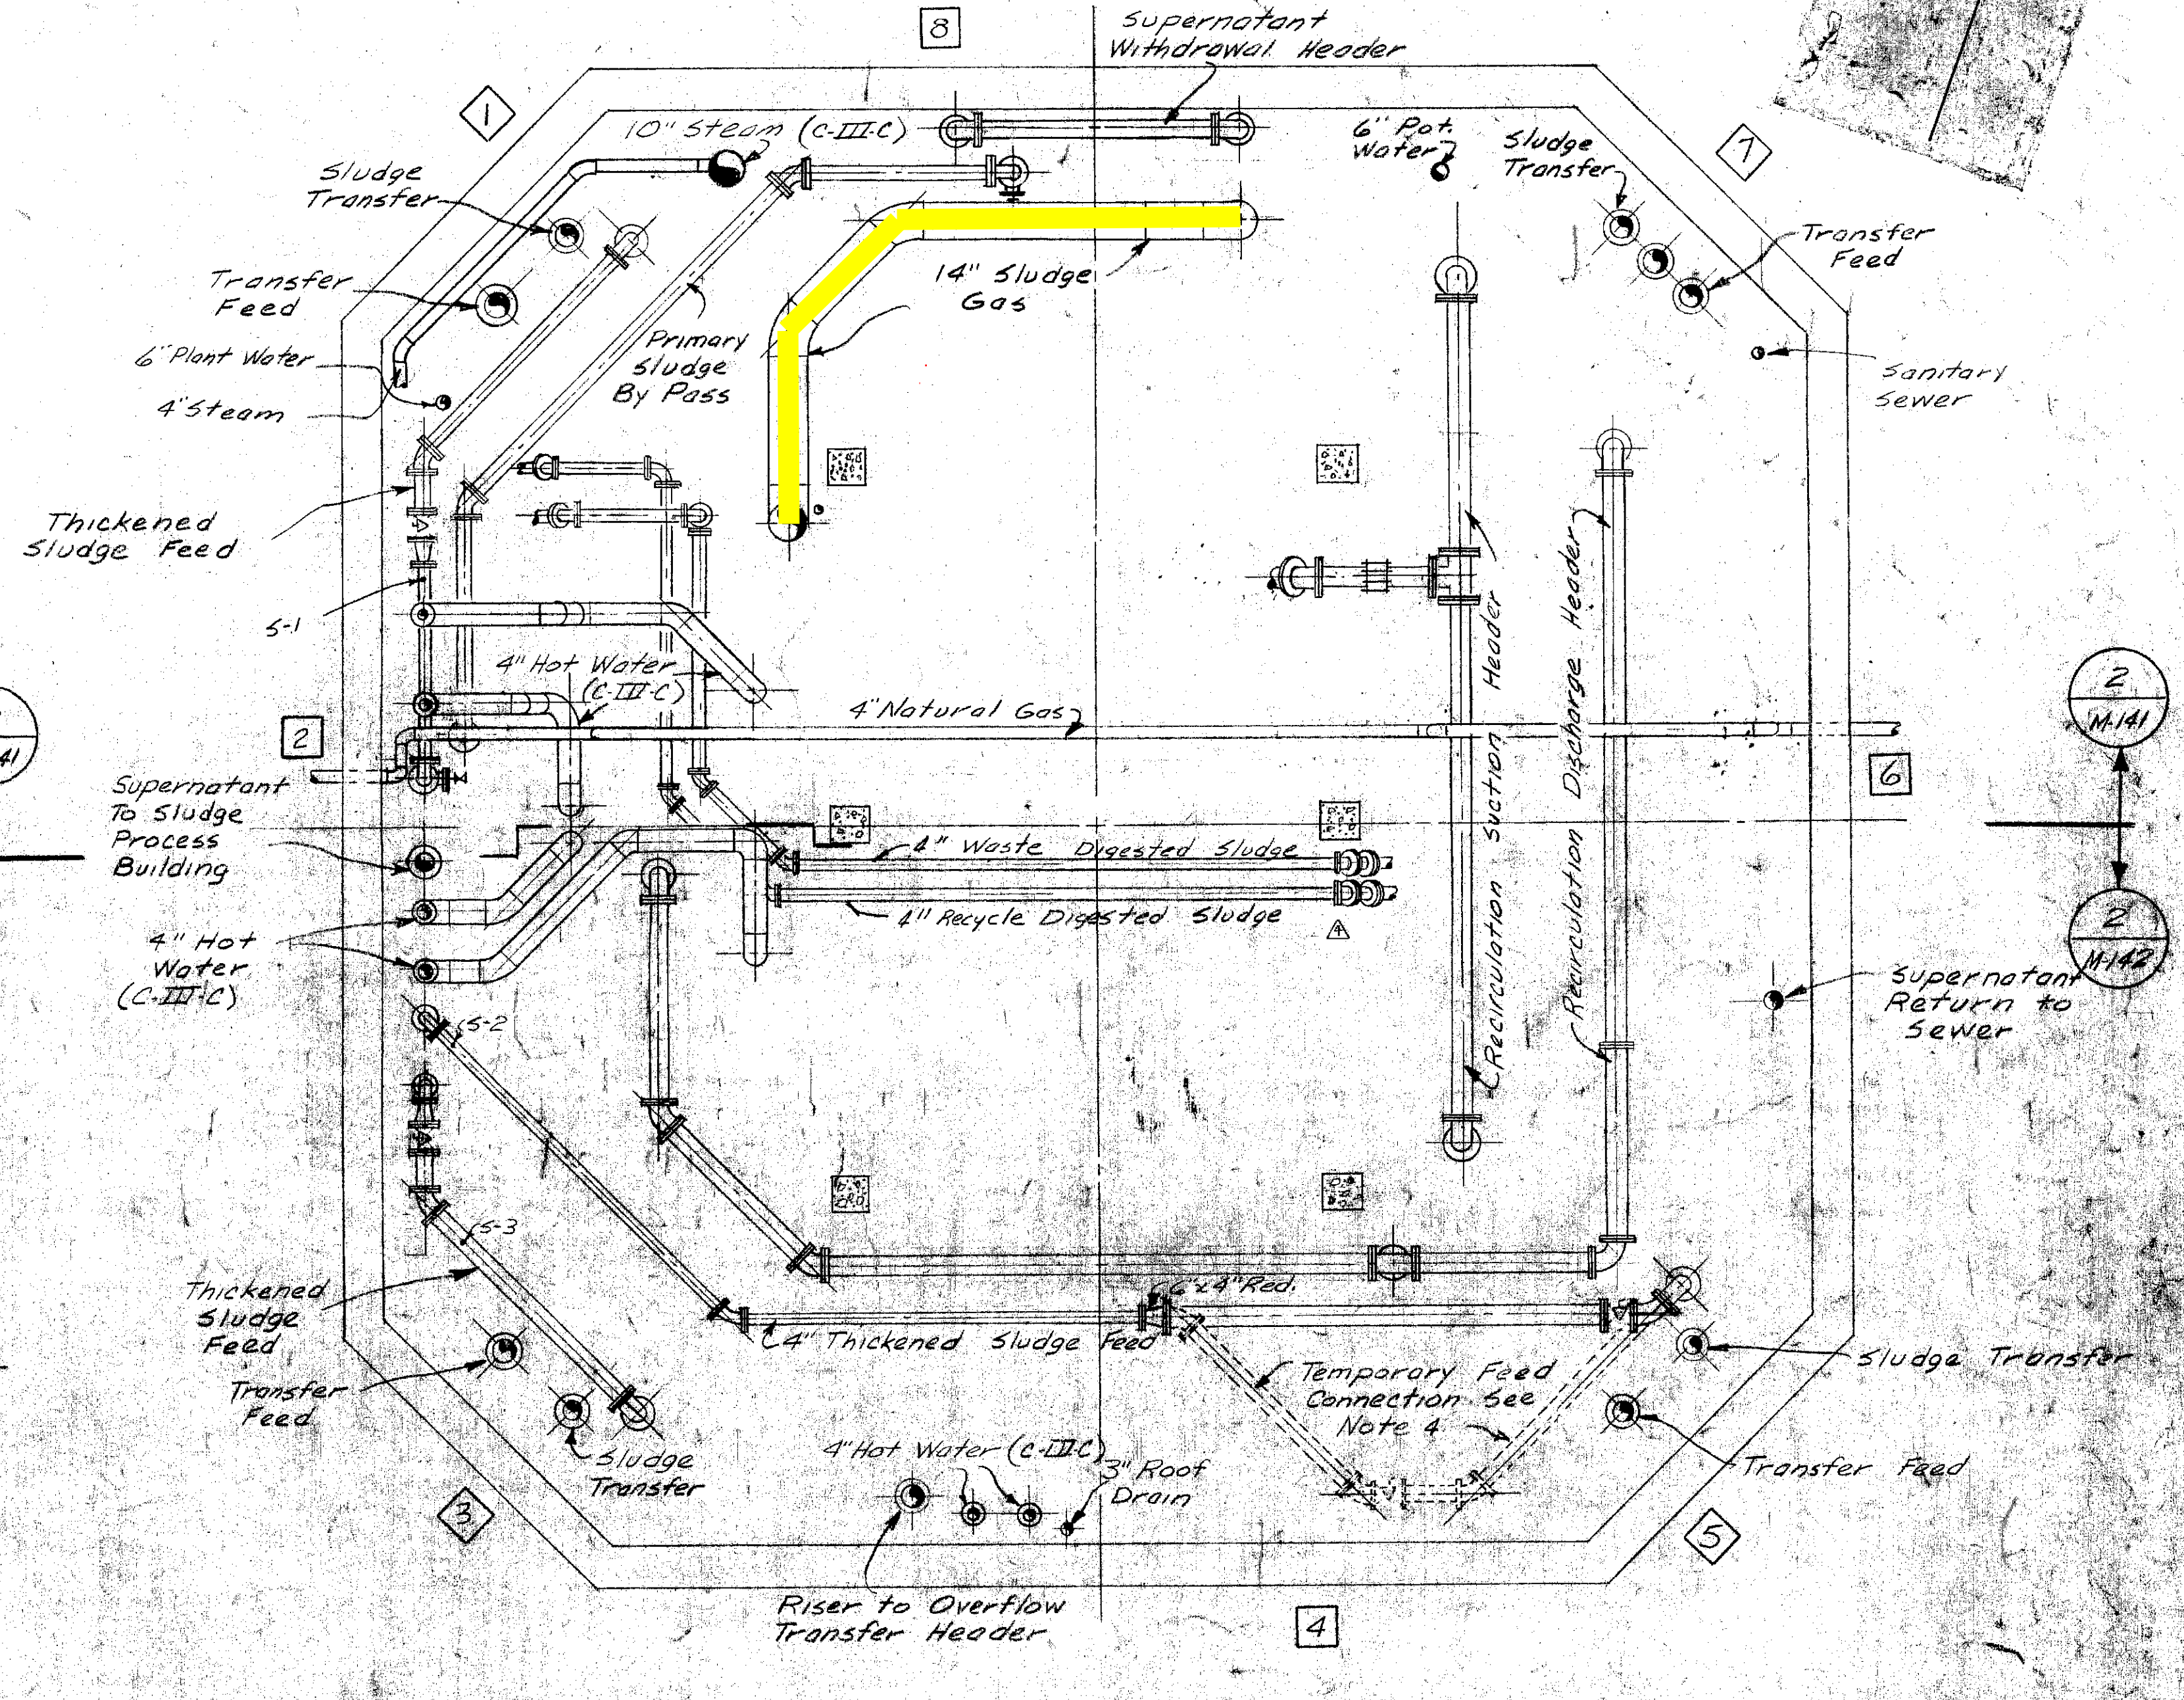 8
Supernatant
Withdrawal Header
1
10" Steam (C-III-C)
6" Pot.
Water
Sludge
Transfer
7
Sludge
Transfer
Transfer
Feed
14" Sludge
Gas
Transfer
Feed
Primary
Sludge
By Pass
6" Plant Water
4" Steam
Sanitary
Sewer
Thickened
Sludge Feed
S-1
4" Hot Water
(C-III-C)
4" Natural Gas
Recirculation Suction Header
Recirculation Discharge Header
2
M-141
41
2
6
Supernatant
To Sludge
Process
Building
4" Waste Digested Sludge
4" Recycle Digested Sludge
4" Hot
Water
(C-III-C)
2
M-142
Supernatant
Return to
Sewer
S-2
S-3
Thickened
Sludge
Feed
6"x4" Red.
4" Thickened Sludge Feed
Temporary Feed
Connection See
Note 4
Sludge Transfer
Transfer
Feed
Sludge
Transfer
4" Hot Water (C-III-C)
3" Roof
Drain
Transfer Feed
3
5
Riser to Overflow
Transfer Header
4